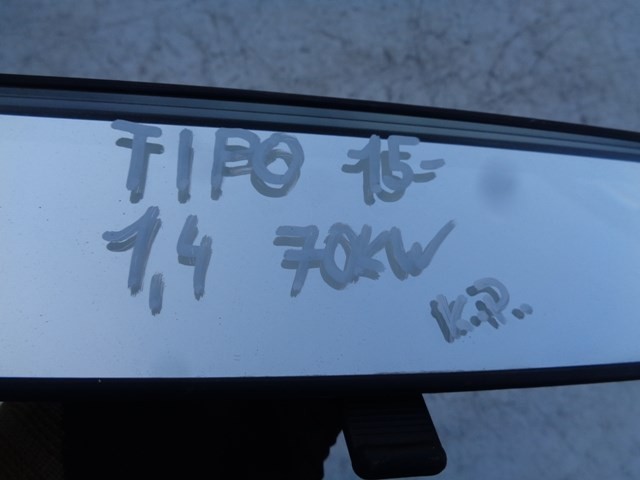 TIPO 15-
1,4 70KW
K.P.